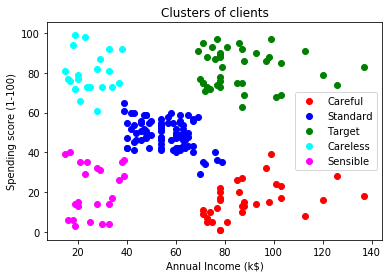 Clusters of clients
100
80
60
40
20
0
Spending score (1-100)
Careful
Standard
Target
Careless
Sensible
20
40
60
80
100
120
140
Annual Income (k$)